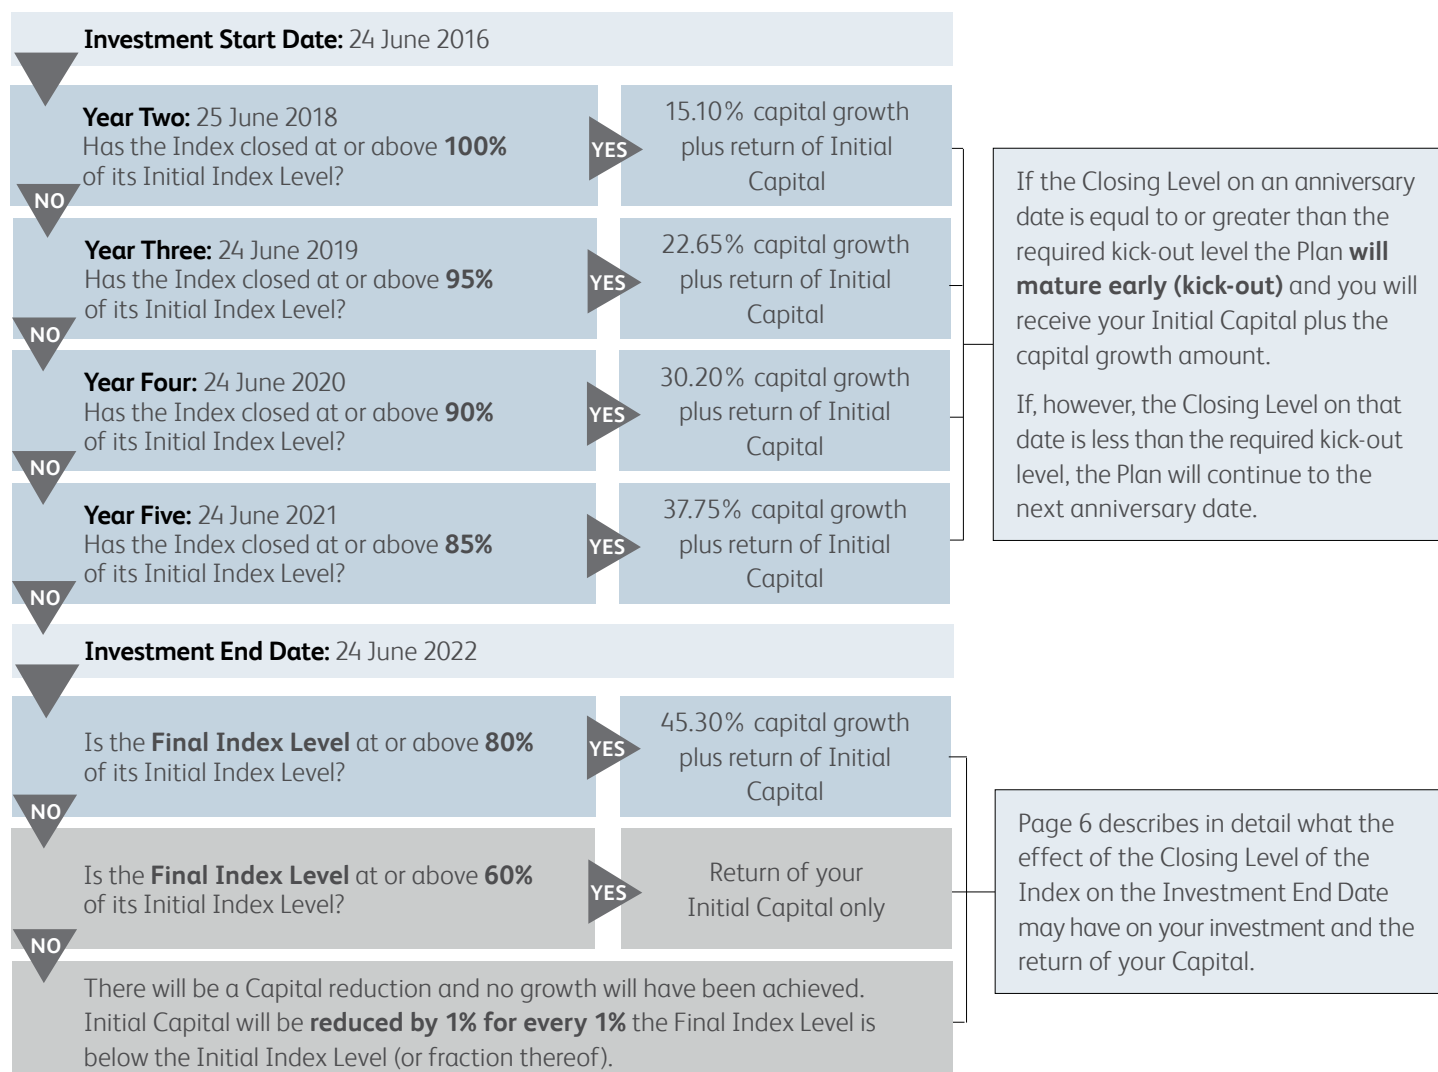 Investment Start Date: 24 June 2016
Year Two: 25 June 2018
Has the Index closed at or above 100%
of its Initial Index Level?
YES
15.10% capital growth
plus return of Initial
Capital
NO
Year Three: 24 June 2019
Has the Index closed at or above 95%
of its Initial Index Level?
YES
22.65% capital growth
plus return of Initial
Capital
NO
Year Four: 24 June 2020
Has the Index closed at or above 90%
of its Initial Index Level?
YES
30.20% capital growth
plus return of Initial
Capital
NO
Year Five: 24 June 2021
Has the Index closed at or above 85%
of its Initial Index Level?
YES
37.75% capital growth
plus return of Initial
Capital
NO
If the Closing Level on an anniversary
date is equal to or greater than the
required kick-out level the Plan will
mature early (kick-out) and you will
receive your Initial Capital plus the
capital growth amount.
If, however, the Closing Level on that
date is less than the required kick-out
level, the Plan will continue to the
next anniversary date.
Investment End Date: 24 June 2022
Is the Final Index Level at or above 80%
of its Initial Index Level?
YES
45.30% capital growth
plus return of Initial
Capital
NO
Is the Final Index Level at or above 60%
of its Initial Index Level?
YES
Return of your
Initial Capital only
NO
There will be a Capital reduction and no growth will have been achieved.
Initial Capital will be reduced by 1% for every 1% the Final Index Level is
below the Initial Index Level (or fraction thereof).
Page 6 describes in detail what the
effect of the Closing Level of the
Index on the Investment End Date
may have on your investment and the
return of your Capital.